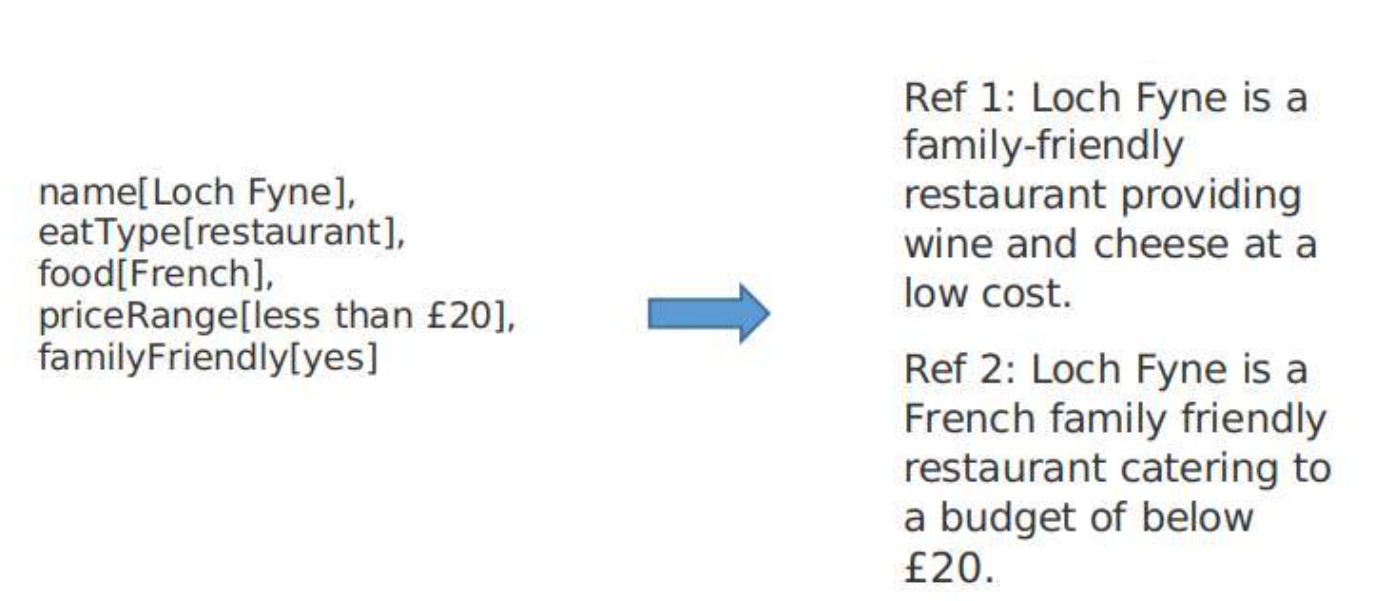 name[Loch Fyne],
eatType[restaurant],
food[French],
priceRange[less than £20],
familyFriendly[yes]
Ref 1: Loch Fyne is a
family-friendly
restaurant providing
wine and cheese at a
low cost.
Ref 2: Loch Fyne is a
French family friendly
restaurant catering to
a budget of below
£20.